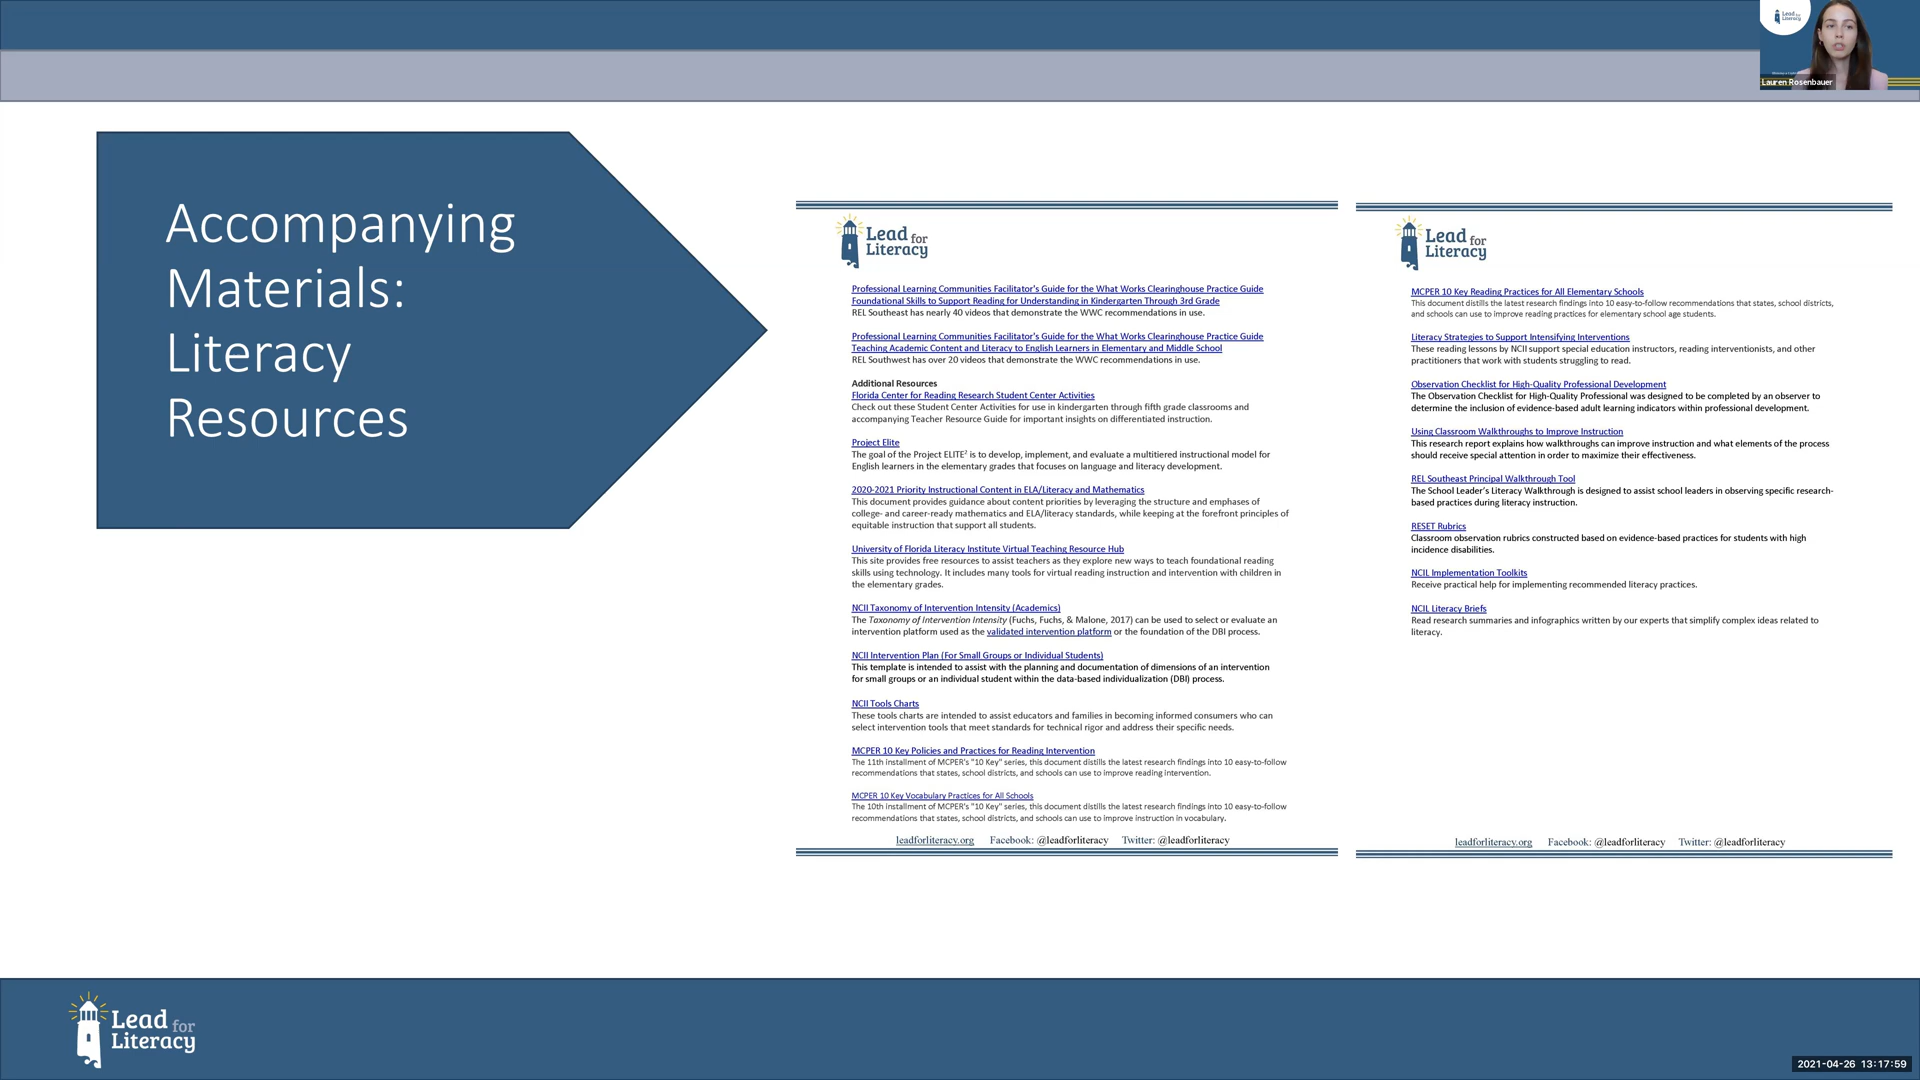 Lead for
Literacy
Lauren Rosenbauer
Accompanying
Materials:
Literacy
Resources
Lead for
Literacy
Professional Learning Communities Facilitator's Guide for the What Works Clearinghouse Practice Guide
Foundational Skills to Support Reading for Understanding in Kindergarten Through 3rd Grade
REL Southeast has nearly 40 videos that demonstrate the WWC recommendations in use.
Professional Learning Communities Facilitator's Guide for the What Works Clearinghouse Practice Guide
Teaching Academic Content and Literacy to English Learners in Elementary and Middle School
REL Southwest has over 20 videos that demonstrate the WWC recommendations in use.
Additional Resources
Florida Center for Reading Research Student Center Activities
Check out these Student Center Activities for use in kindergarten through fifth grade classrooms and
accompanying Teacher Resource Guide for important insights on differentiated instruction.
Project Elite
The goal of the Project ELITE² is to develop, implement, and evaluate a multitiered instructional model for
English learners in the elementary grades that focuses on language and literacy development.
2020-2021 Priority Instructional Content in ELA/Literacy and Mathematics
This document provides guidance about content priorities by leveraging the structure and emphases of
college- and career-ready mathematics and ELA/literacy standards, while keeping at the forefront principles of
equitable instruction that support all students.
University of Florida Literacy Institute Virtual Teaching Resource Hub
This site provides free resources to assist teachers as they explore new ways to teach foundational reading
skills using technology. It includes many tools for virtual reading instruction and intervention with children in
the elementary grades.
NCII Taxonomy of Intervention Intensity (Academics)
The Taxonomy of Intervention Intensity (Fuchs, Fuchs, & Malone, 2017) can be used to select or evaluate an
intervention platform used as the validated intervention platform or the foundation of the DBI process.
NCII Intervention Plan (For Small Groups or Individual Students)
This template is intended to assist with the planning and documentation of dimensions of an intervention
for small groups or an individual student within the data-based individualization (DBI) process.
NCII Tools Charts
These tools charts are intended to assist educators and families in becoming informed consumers who can
select intervention tools that meet standards for technical rigor and address their specific needs.
MCPER 10 Key Policies and Practices for Reading Intervention
The 11th installment of MCPER's "10 Key" series, this document distills the latest research findings into 10 easy-to-follow
recommendations that states, school districts, and schools can use to improve reading intervention.
MCPER 10 Key Vocabulary Practices for All Schools
The 10th installment of MCPER's "10 Key" series, this document distills the latest research findings into 10 easy-to-follow
recommendations that states, school districts, and schools can use to improve instruction in vocabulary.
leadforliteracy.org Facebook: @leadforliteracy Twitter: @leadforliteracy
Lead for
Literacy
MCPER 10 Key Reading Practices for All Elementary Schools
This document distills the latest research findings into 10 easy-to-follow recommendations that states, school districts,
and schools can use to improve reading practices for elementary school age students.
Literacy Strategies to Support Intensifying Interventions
These reading lessons by NCII support special education instructors, reading interventionists, and other
practitioners that work with students struggling to read.
Observation Checklist for High-Quality Professional Development
The Observation Checklist for High-Quality Professional was designed to be completed by an observer to
determine the inclusion of evidence-based adult learning indicators within professional development.
Using Classroom Walkthroughs to Improve Instruction
This research report explains how walkthroughs can improve instruction and what elements of the process
should receive special attention in order to maximize their effectiveness.
REL Southeast Principal Walkthrough Tool
The School Leader's Literacy Walkthrough is designed to assist school leaders in observing specific research-
based practices during literacy instruction.
RESET Rubrics
Classroom observation rubrics constructed based on evidence-based practices for students with high
incidence disabilities.
NCIL Implementation Toolkits
Receive practical help for implementing recommended literacy practices.
NCIL Literacy Briefs
Read research summaries and infographics written by our experts that simplify complex ideas related to
literacy.
leadforliteracy.org Facebook: @leadforliteracy Twitter: @leadforliteracy
Lead for
Literacy
2021-04-26 13:17:59